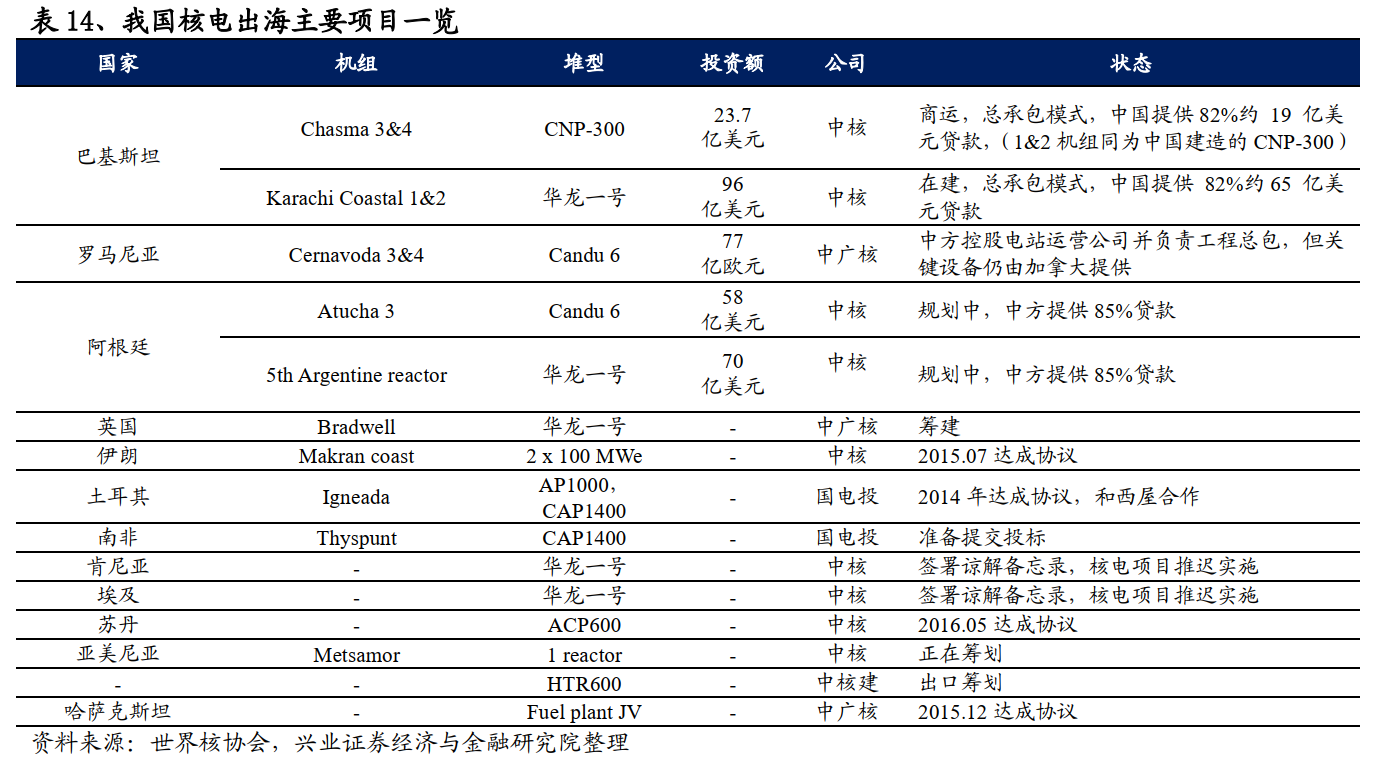 表 14、我国核电出海主要项目一览
国家 机组 堆型 投资额 公司 状态
巴基斯坦
Chasma 3&4 CNP-300
23.7
亿美元
中核
商运，总承包模式，中国提供 82%约 19 亿美
元贷款，（1&2 机组同为中国建造的 CNP-300）
Karachi Coastal 1&2 华龙一号
96
亿美元
中核
在建，总承包模式，中国提供 82%约 65 亿美
元贷款
罗马尼亚 Cernavoda 3&4 Candu 6
77
亿欧元
中广核
中方控股电站运营公司并负责工程总包，但关
键设备仍由加拿大提供
阿根廷
Atucha 3 Candu 6
58
亿美元
中核 规划中，中方提供 85%贷款
5th Argentine reactor 华龙一号
70
亿美元
中核
规划中，中方提供 85%贷款
英国 Bradwell 华龙一号 - 中广核 筹建
伊朗 Makran coast 2 x 100 MWe - 中核 2015.07 达成协议
土耳其 Igneada
AP1000，
CAP1400
- 国电投 2014 年达成协议，和西屋合作
南非 Thyspunt CAP1400 - 国电投 准备提交投标
肯尼亚 - 华龙一号 - 中核 签署谅解备忘录，核电项目推迟实施
埃及 - 华龙一号 - 中核 签署谅解备忘录，核电项目推迟实施
苏丹 - ACP600 - 中核 2016.05 达成协议
亚美尼亚 Metsamor 1 reactor - 中核 正在筹划
- - HTR600 - 中核建 出口筹划
哈萨克斯坦 - Fuel plant JV - 中广核 2015.12 达成协议
资料来源：世界核协会，兴业证券经济与金融研究院整理